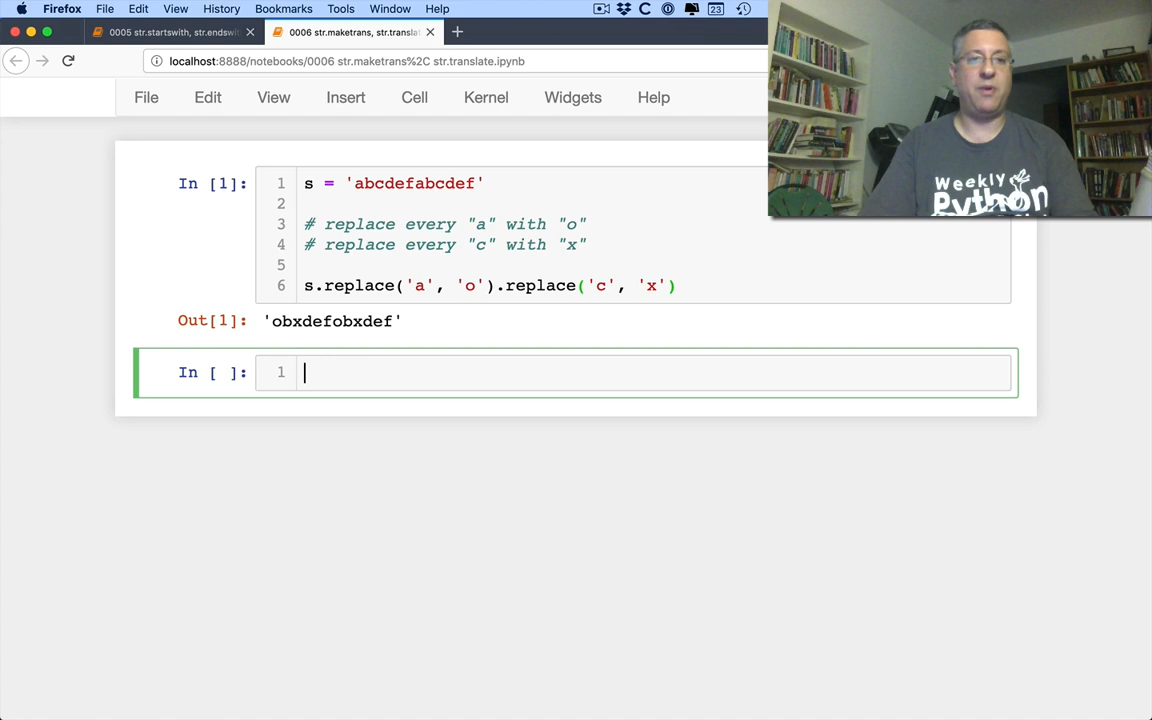 Firefox File Edit View History Bookmarks Tools Window Help 23
0005 str.startswith, str.endswit
0006 str.maketrans, str.transla
localhost:8888/notebooks/0006 str.maketrans%2C str.translate.ipynb
File Edit View Insert Cell Kernel Widgets Help
Weekly
Python
In [1]: 1 s = 'abcdefabcdef'
2
3 # replace every "a" with "o"
4 # replace every "c" with "x"
5
6 s.replace('a', 'o').replace('c', 'x')
Out[1]: 'obxdefobxdef'
In [ ]: 1